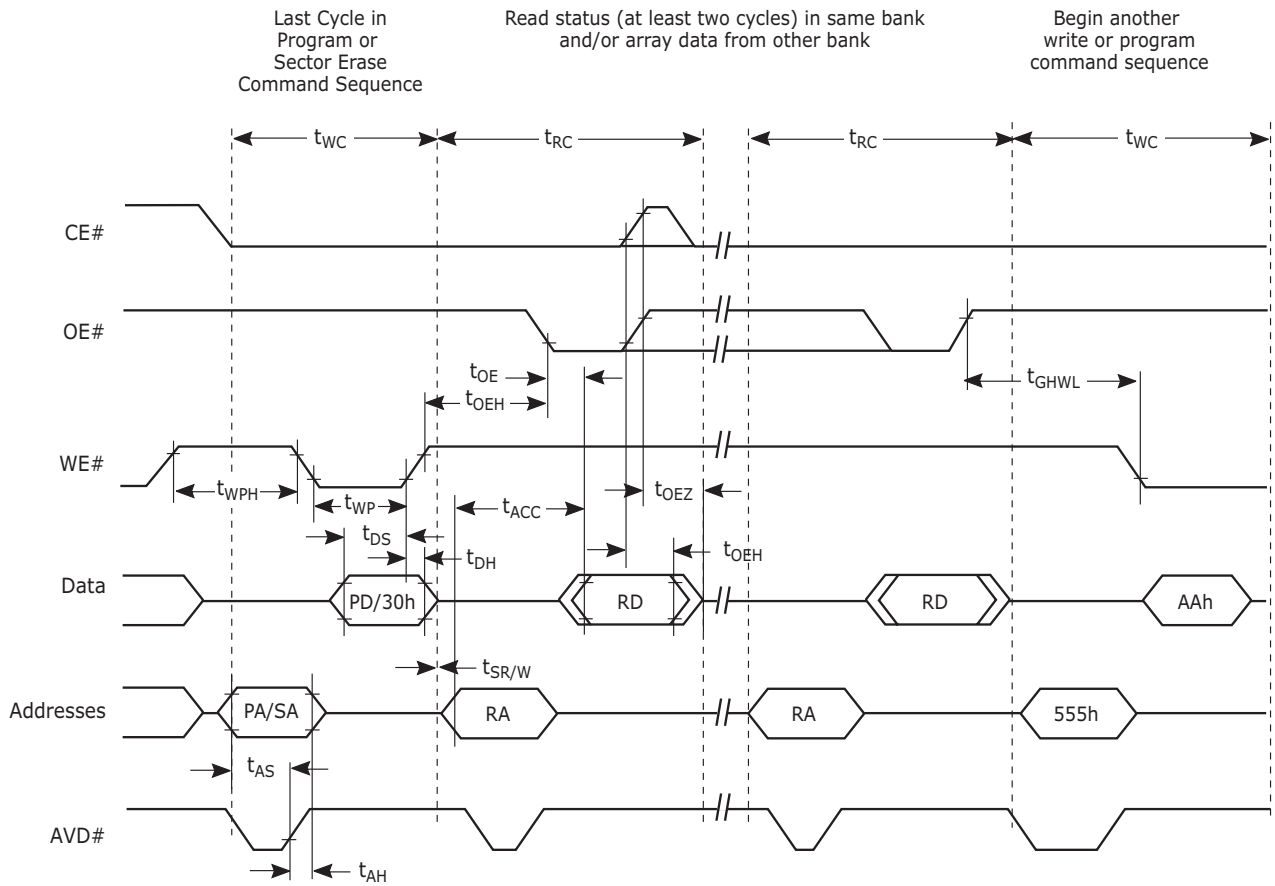 Last Cycle in
Program or
Sector Erase
Command Sequence
Read status (at least two cycles) in same bank
and/or array data from other bank
Begin another
write or program
command sequence
tWC
tRC
tRC
tWC
CE#
OE#
tOE
tOEH
tGHWL
WE#
tWPH
tWP
tOEZ
tACC
tDS
tOEH
tDH
Data
PD/30h
RD
RD
AAh
tSR/W
Addresses
PA/SA
RA
RA
555h
tAS
AVD#
tAH